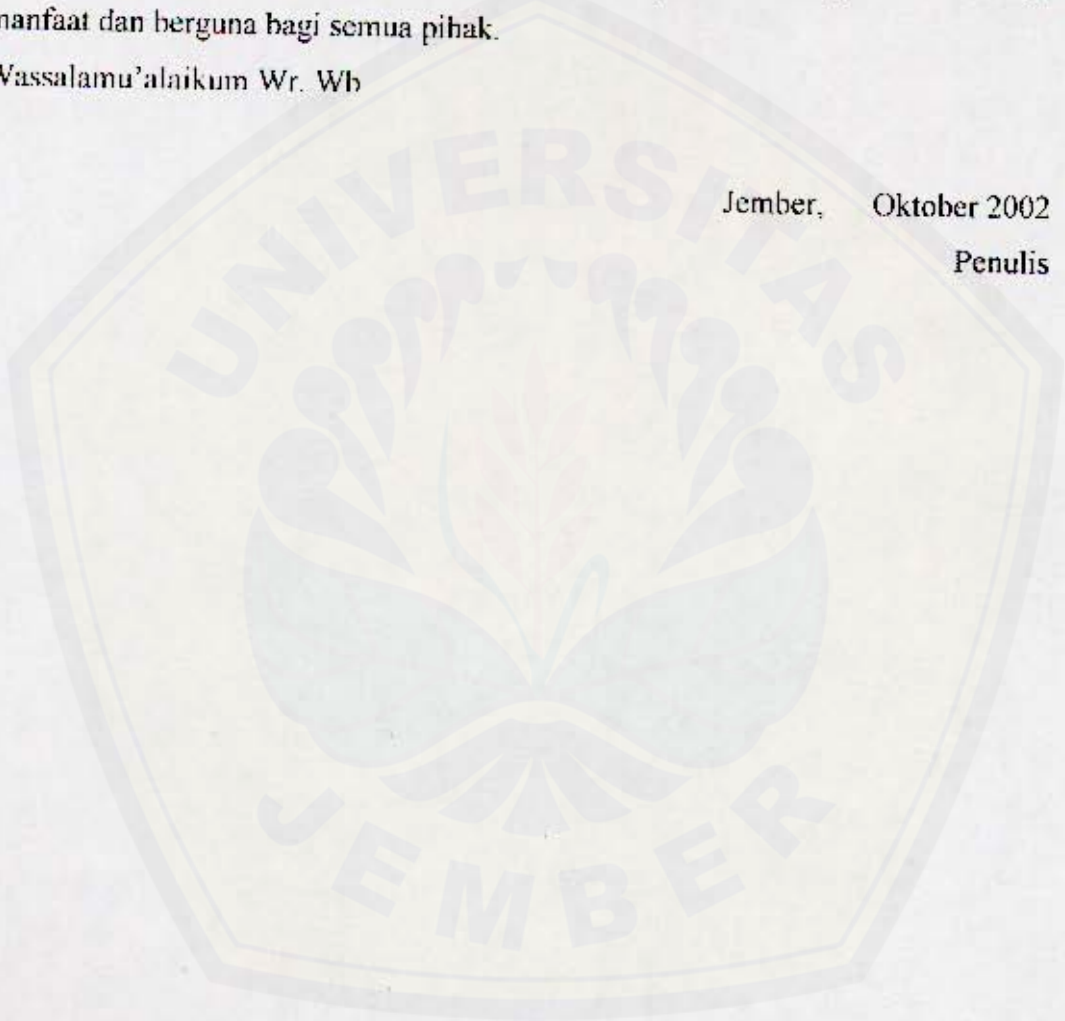 manfaat dan berguna bagi semua pihak.
Wassalamu'alaikum Wr. Wb
Jember, Oktober 2002
Penulis
UNIVERSITAS
JEMBER